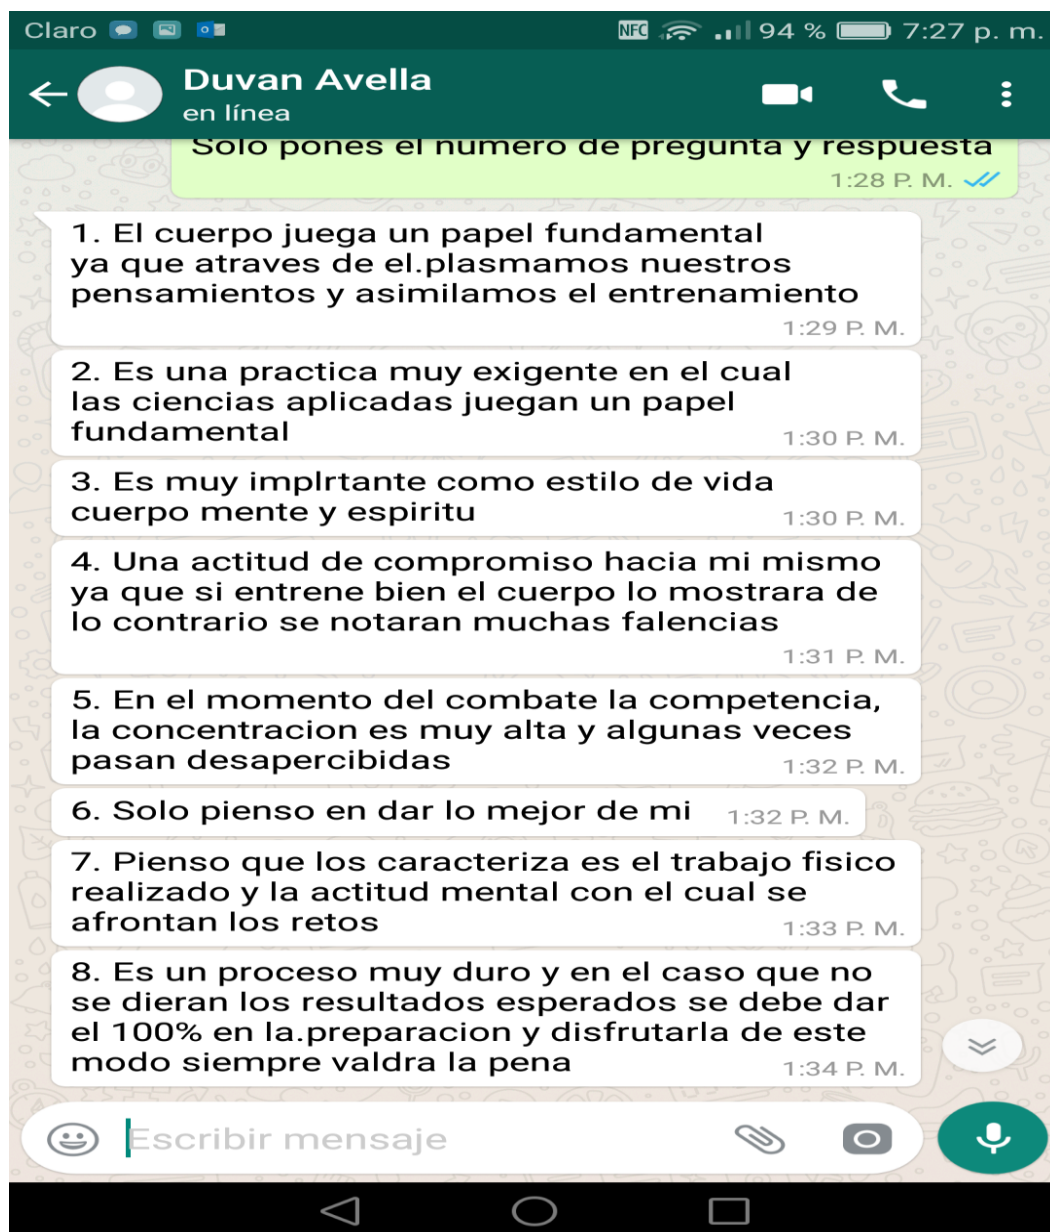 Claro NFC 94 % 7:27 p. m.
Duvan Avella
en línea
Solo pones el numero de pregunta y respuesta
1:28 P. M.
1. El cuerpo juega un papel fundamental
ya que atraves de el.plasmamos nuestros
pensamientos y asimilamos el entrenamiento
1:29 P. M.
2. Es una practica muy exigente en el cual
las ciencias aplicadas juegan un papel
fundamental 1:30 P. M.
3. Es muy implrtante como estilo de vida
cuerpo mente y espiritu 1:30 P. M.
4. Una actitud de compromiso hacia mi mismo
ya que si entrene bien el cuerpo lo mostrara de
lo contrario se notaran muchas falencias
1:31 P. M.
5. En el momento del combate la competencia,
la concentracion es muy alta y algunas veces
pasan desapercibidas 1:32 P. M.
6. Solo pienso en dar lo mejor de mi 1:32 P. M.
7. Pienso que los caracteriza es el trabajo fisico
realizado y la actitud mental con el cual se
afrontan los retos 1:33 P. M.
8. Es un proceso muy duro y en el caso que no
se dieran los resultados esperados se debe dar
el 100% en la.preparacion y disfrutarla de este
modo siempre valdra la pena 1:34 P. M.
Escribir mensaje